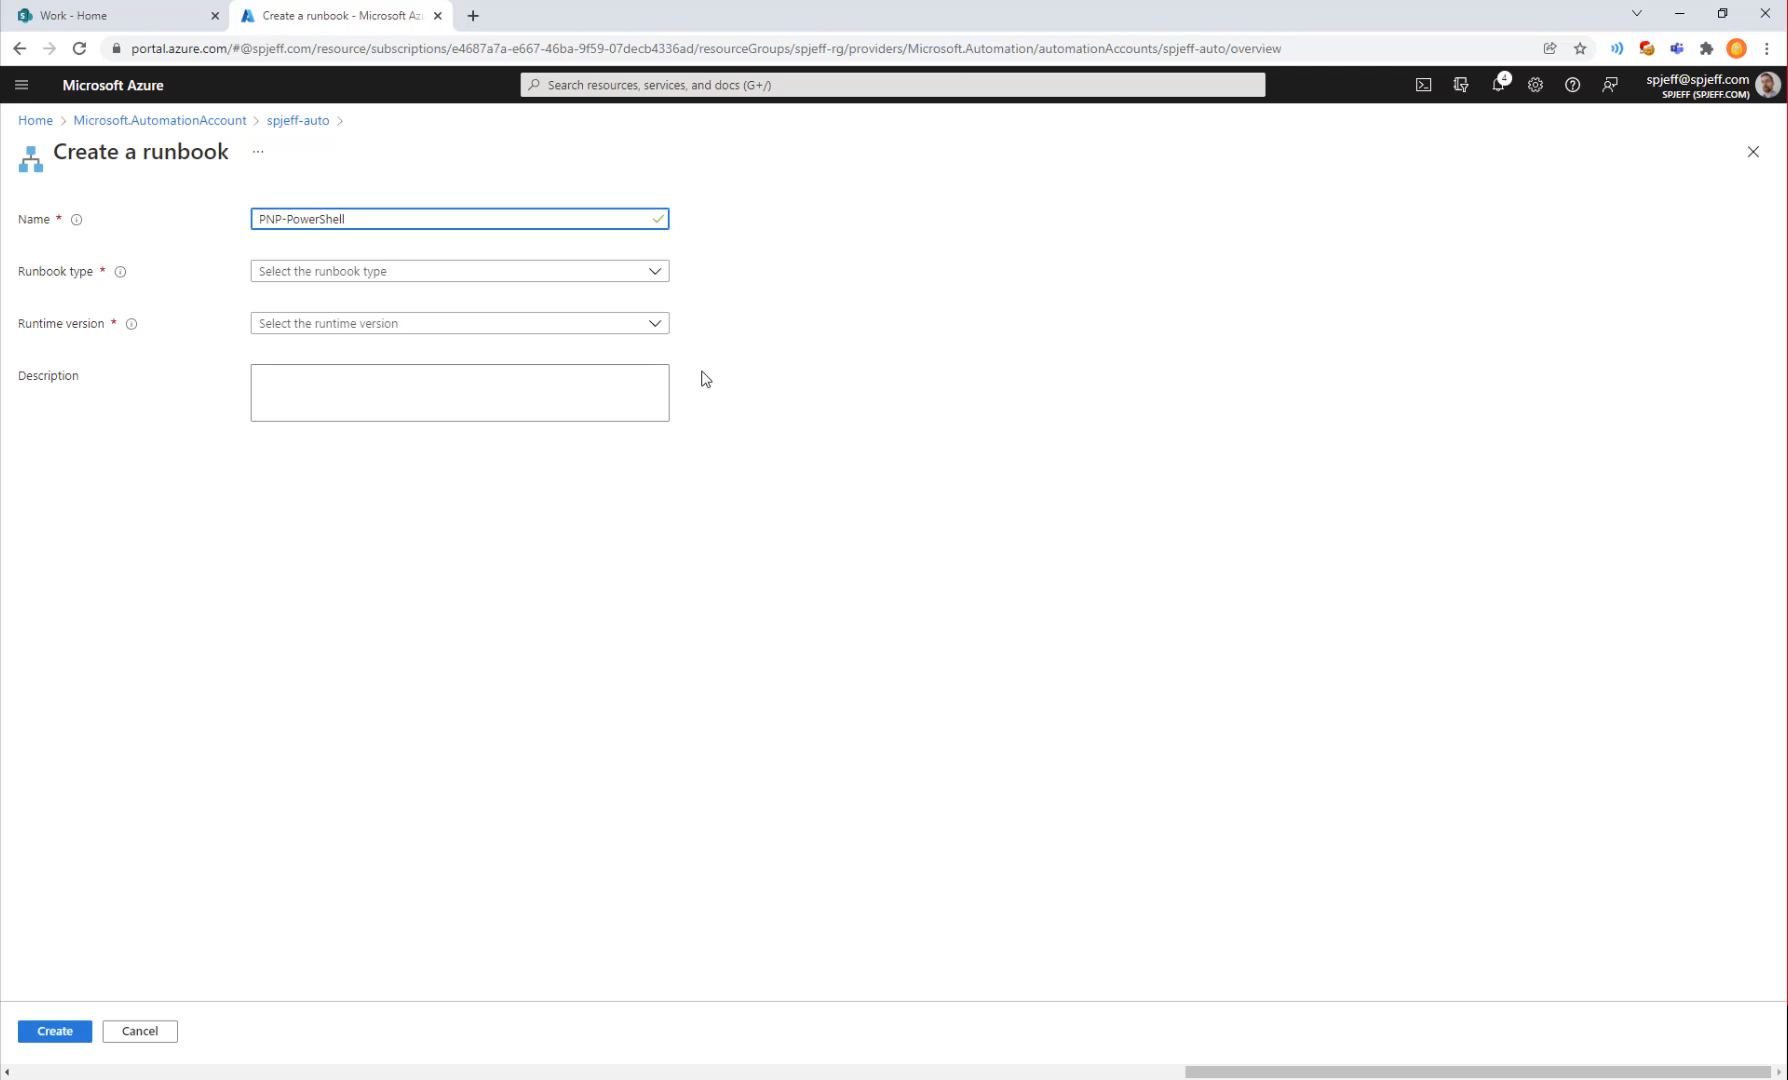 Work - Home
Create a runbook - Microsoft Az
portal.azure.com/#@spjeff.com/resource/subscriptions/e4687a7a-e667-46ba-9f59-07decb4336ad/resourceGroups/spjeff-rg/providers/Microsoft.Automation/automationAccounts/spjeff-auto/overview
Microsoft Azure
Search resources, services, and docs (G+/)
4
spjeff@spjeff.com
SPJEFF (SPJEFF.COM)
Home > Microsoft.AutomationAccount > spjeff-auto >
Create a runbook ...
Name *
PNP-PowerShell
Runbook type *
Select the runbook type
Runtime version *
Select the runtime version
Description
Create
Cancel